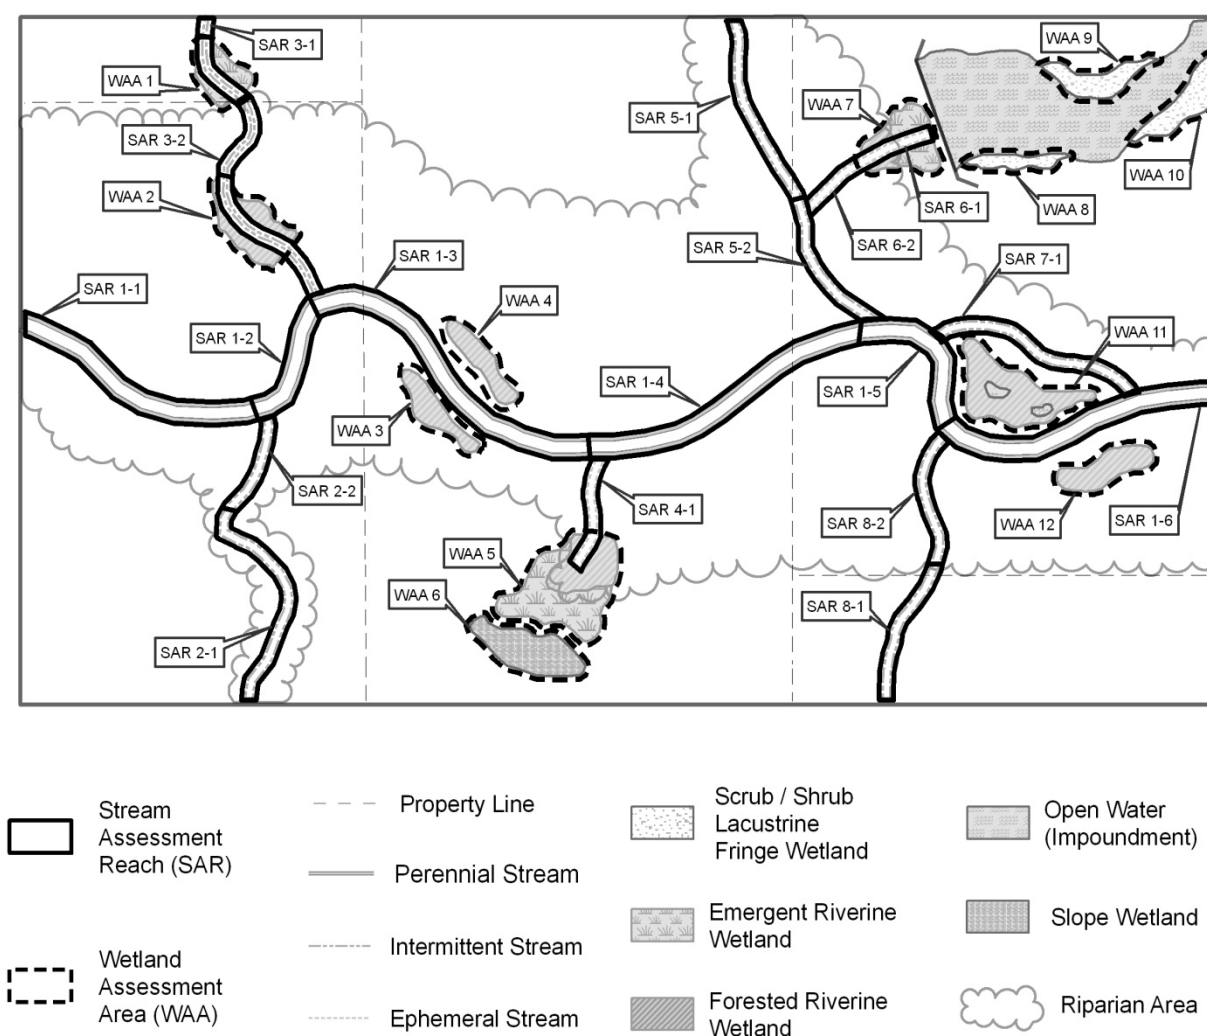 SAR 3-1
WAA 9
WAA 1
WAA 7
SAR 5-1
SAR 3-2
WAA 10
WAA 2
SAR 6-1
WAA 8
SAR 5-2
SAR 6-2
SAR 7-1
SAR 1-3
SAR 1-1
WAA 4
WAA 11
SAR 1-2
SAR 1-4
SAR 1-5
WAA 3
SAR 2-2
SAR 4-1
SAR 8-2
WAA 12
SAR 1-6
WAA 5
WAA 6
SAR 8-1
SAR 2-1
Stream
Assessment
Reach (SAR)
Wetland
Assessment
Area (WAA)
Property Line
Perennial Stream
Intermittent Stream
Ephemeral Stream
Scrub / Shrub
Lacustrine
Fringe Wetland
Emergent Riverine
Wetland
Forested Riverine
Wetland
Open Water
(Impoundment)
Slope Wetland
Riparian Area